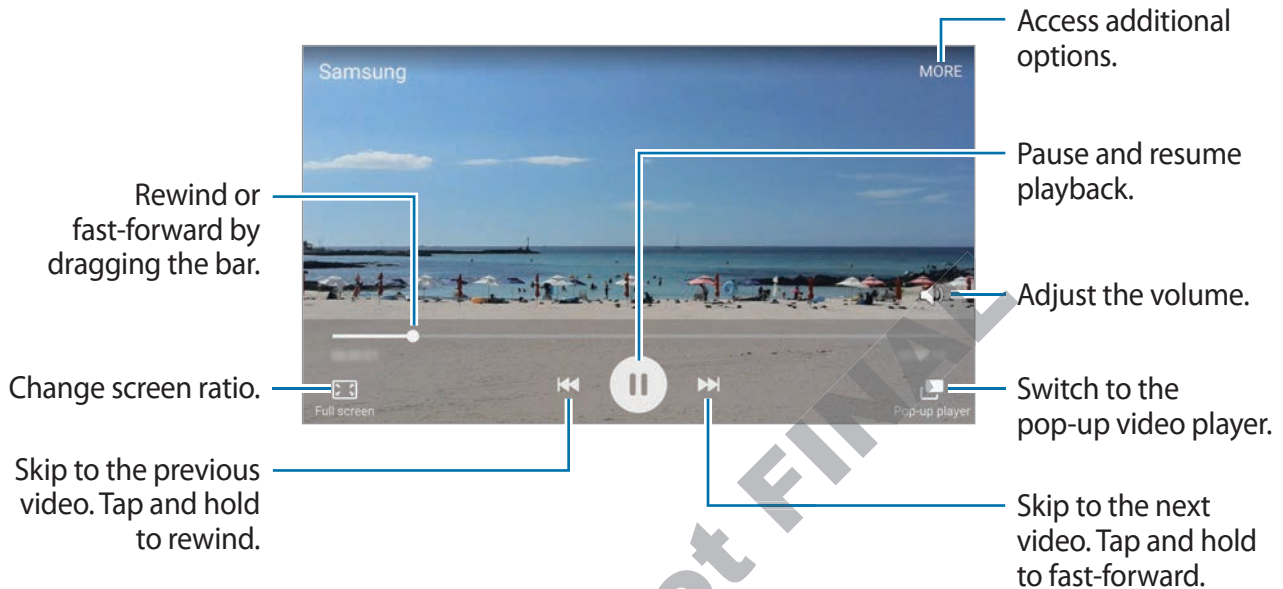 Access additional
options.
Samsung
MORE
Pause and resume
playback.
Rewind or
fast-forward by
dragging the bar.
Adjust the volume.
Change screen ratio.
Full screen
Pop-up player
Switch to the
pop-up video player.
Skip to the previous
video. Tap and hold
to rewind.
Skip to the next
video. Tap and hold
to fast-forward.
FINAL